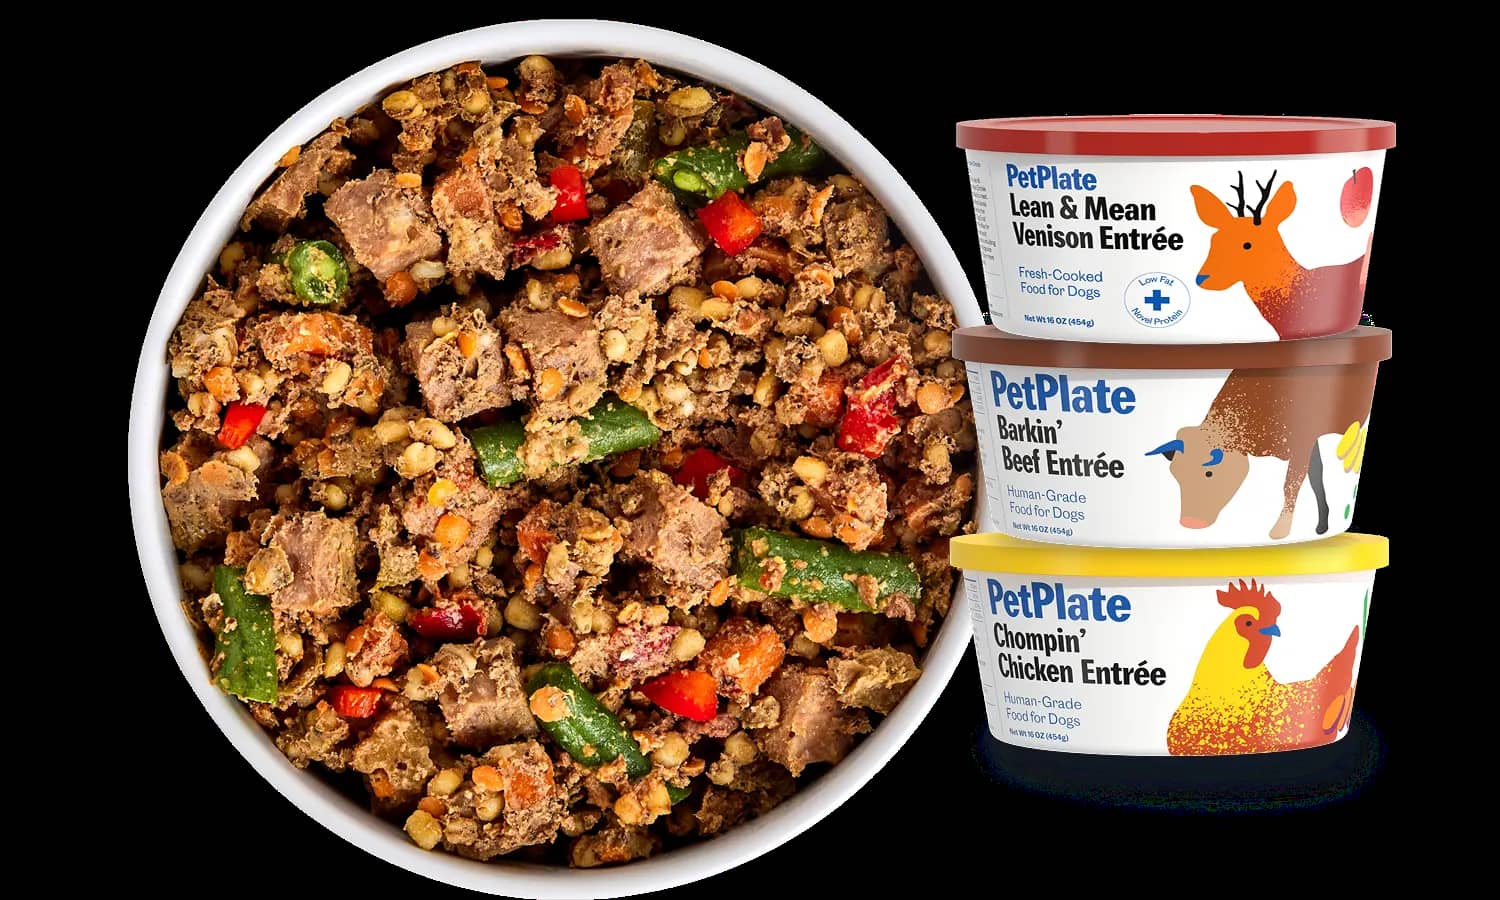 PetPlate
Lean & Mean
Venison Entrée
Fresh-Cooked
Food for Dogs
Low Fat
Novel Protein
Net Wt 16 OZ (454g)
PetPlate
Barkin'
Beef Entrée
Human-Grade
Food for Dogs
Net Wt 16 OZ (454g)
PetPlate
Chompin'
Chicken Entrée
Human-Grade
Food for Dogs
Net Wt 16 OZ (454g)